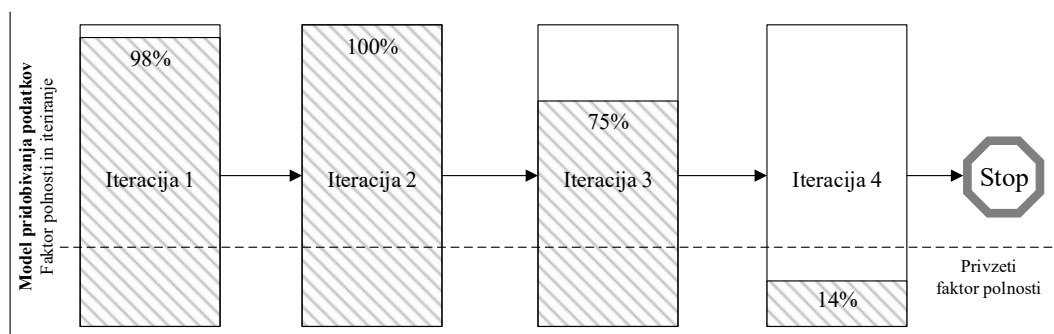 Model pridobivanja podatkov
Faktor polnosti in iteriranje
98%
Iteracija 1
100%
Iteracija 2
75%
Iteracija 3
Iteracija 4
14%
Stop
Privzeti
faktor polnosti